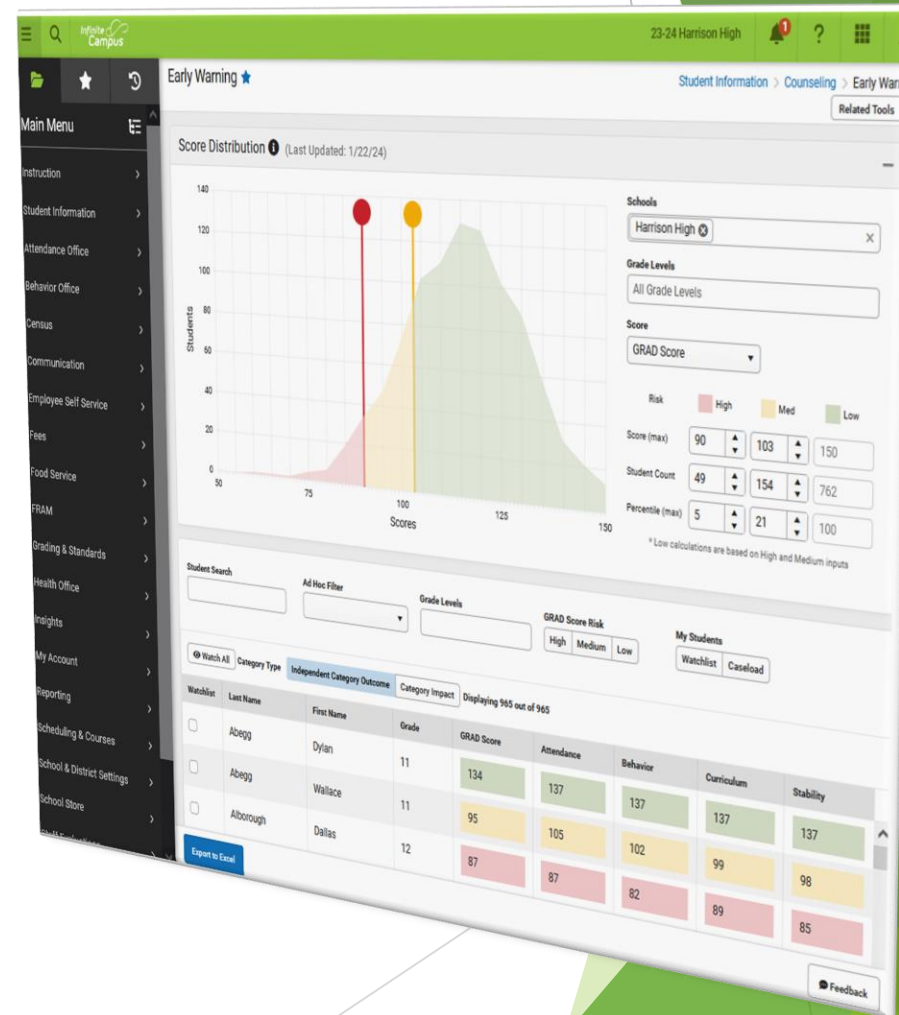 Infinite
Campus
23-24 Harrison High
1
?
Early Warning
Student Information > Counseling > Early War
Related Tools
Main Menu
Instruction
Student Information
Attendance Office
Behavior Office
Census
Communication
Employee Self Service
Fees
Food Service
FRAM
Grading & Standards
Health Office
Insights
My Account
Reporting
Scheduling & Courses
School & District Settings
School Store
Score Distribution (Last Updated: 1/22/24)
140
120
100
80
60
40
20
0
Students
50 75 100 125 150
Scores
Schools
Harrison High
Grade Levels
All Grade Levels
Score
GRAD Score
Risk High Med Low
Score (max) 90 103 150
Student Count 49 154 762
Percentile (max) 5 21 100
* Low calculations are based on High and Medium inputs
Student Search
Ad Hoc Filter
Grade Levels
GRAD Score Risk
High Medium Low
My Students
Watchlist Caseload
Watch All Category Type Independent Category Outcome Category Impact Displaying 965 out of 965
Watchlist Last Name First Name Grade GRAD Score Attendance Behavior Curriculum Stability
Abegg Dylan 11 134 137 137 137 137
Abegg Wallace 11 95 105 102 99 98
Alborough Dallas 12 87 87 82 89 85
Export to Excel
Feedback